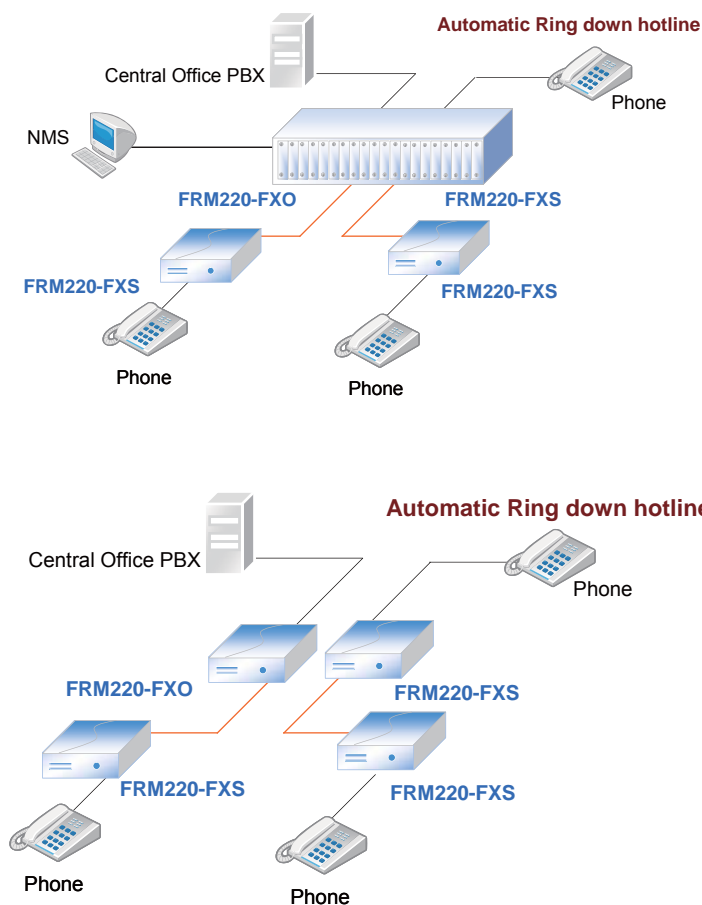 Automatic Ring down hotline
Central Office PBX
Phone
NMS
FRM220-FXO
FRM220-FXS
FRM220-FXS
FRM220-FXS
Phone
Phone
Automatic Ring down hotline
Central Office PBX
Phone
FRM220-FXO
FRM220-FXS
FRM220-FXS
FRM220-FXS
Phone
Phone